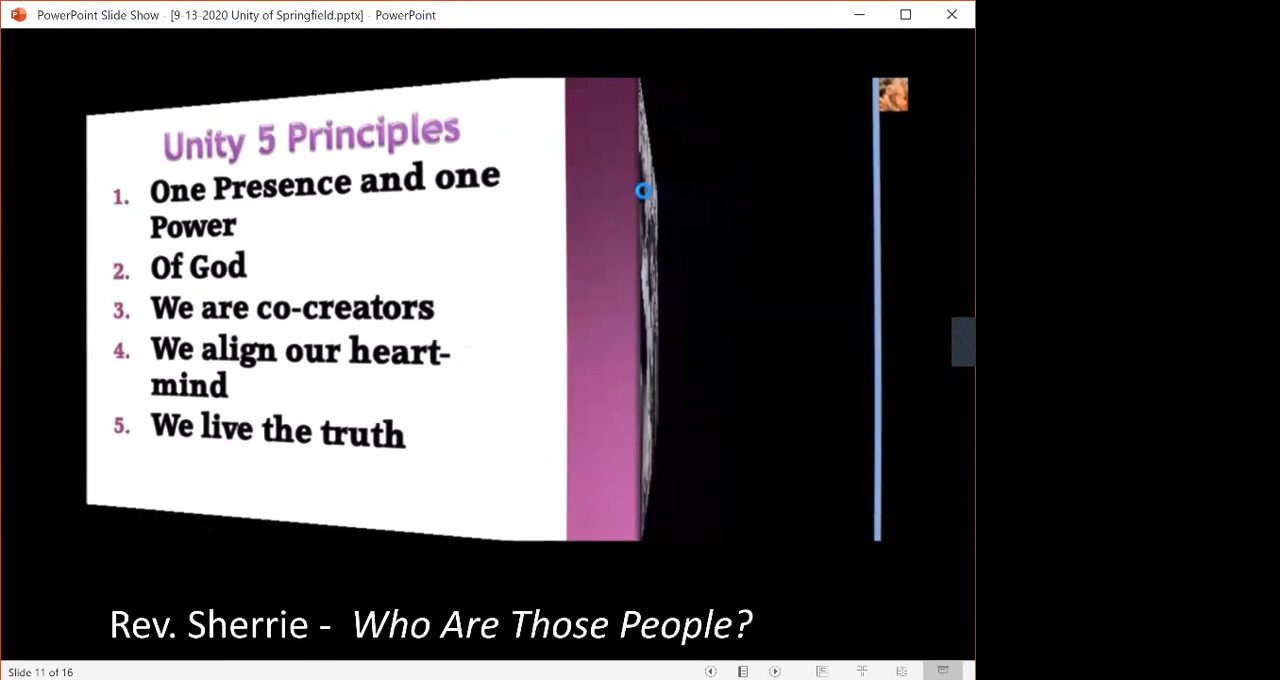 PowerPoint Slide Show - [9-13-2020 Unity of Springfield.pptx] - PowerPoint
Unity 5 Principles
1. One Presence and one
Power
2. Of God
3. We are co-creators
4. We align our heart-
mind
5. We live the truth
Rev. Sherrie - Who Are Those People?
Slide 11 of 16